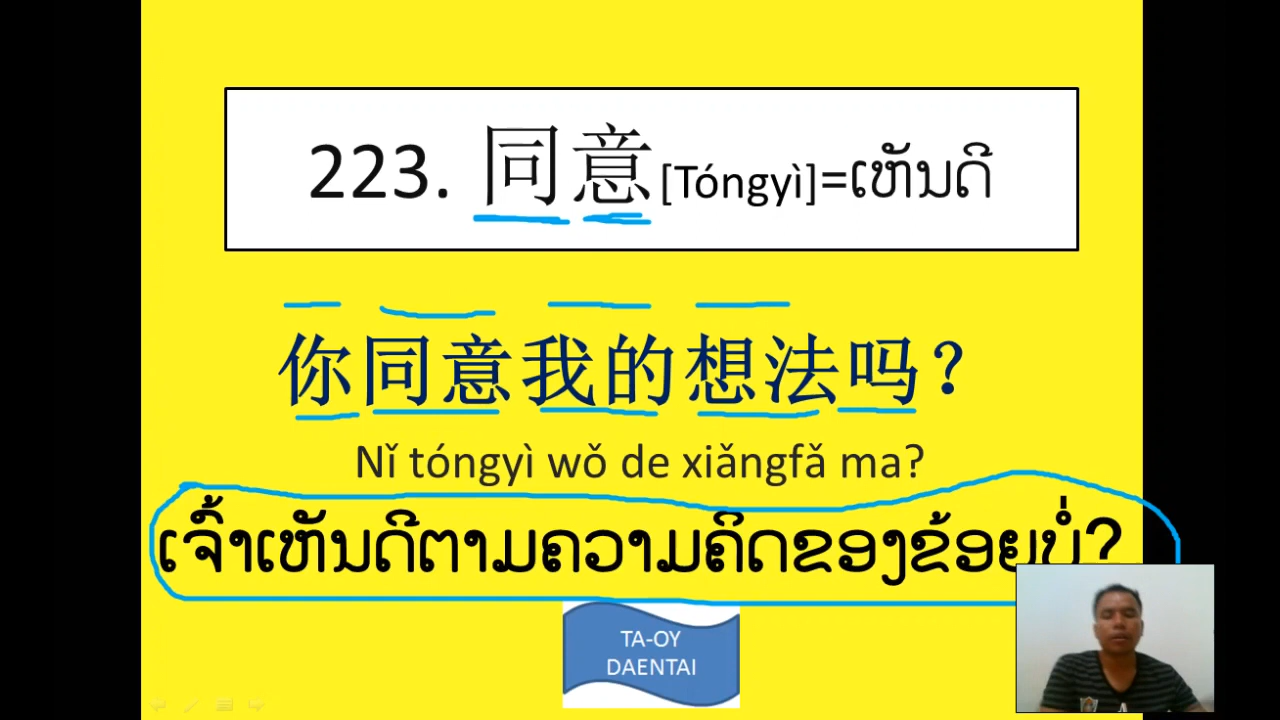 223. 同意[Tóngyì]=ເຫັນດີ
你同意我的想法吗？
Nǐ tóngyì wǒ de xiǎngfǎ ma?
ເຈົ້າເຫັນດີຕາມຄວາມຄິດຂອງຂ້ອຍບໍ່?
TA-OY
DAENTAI